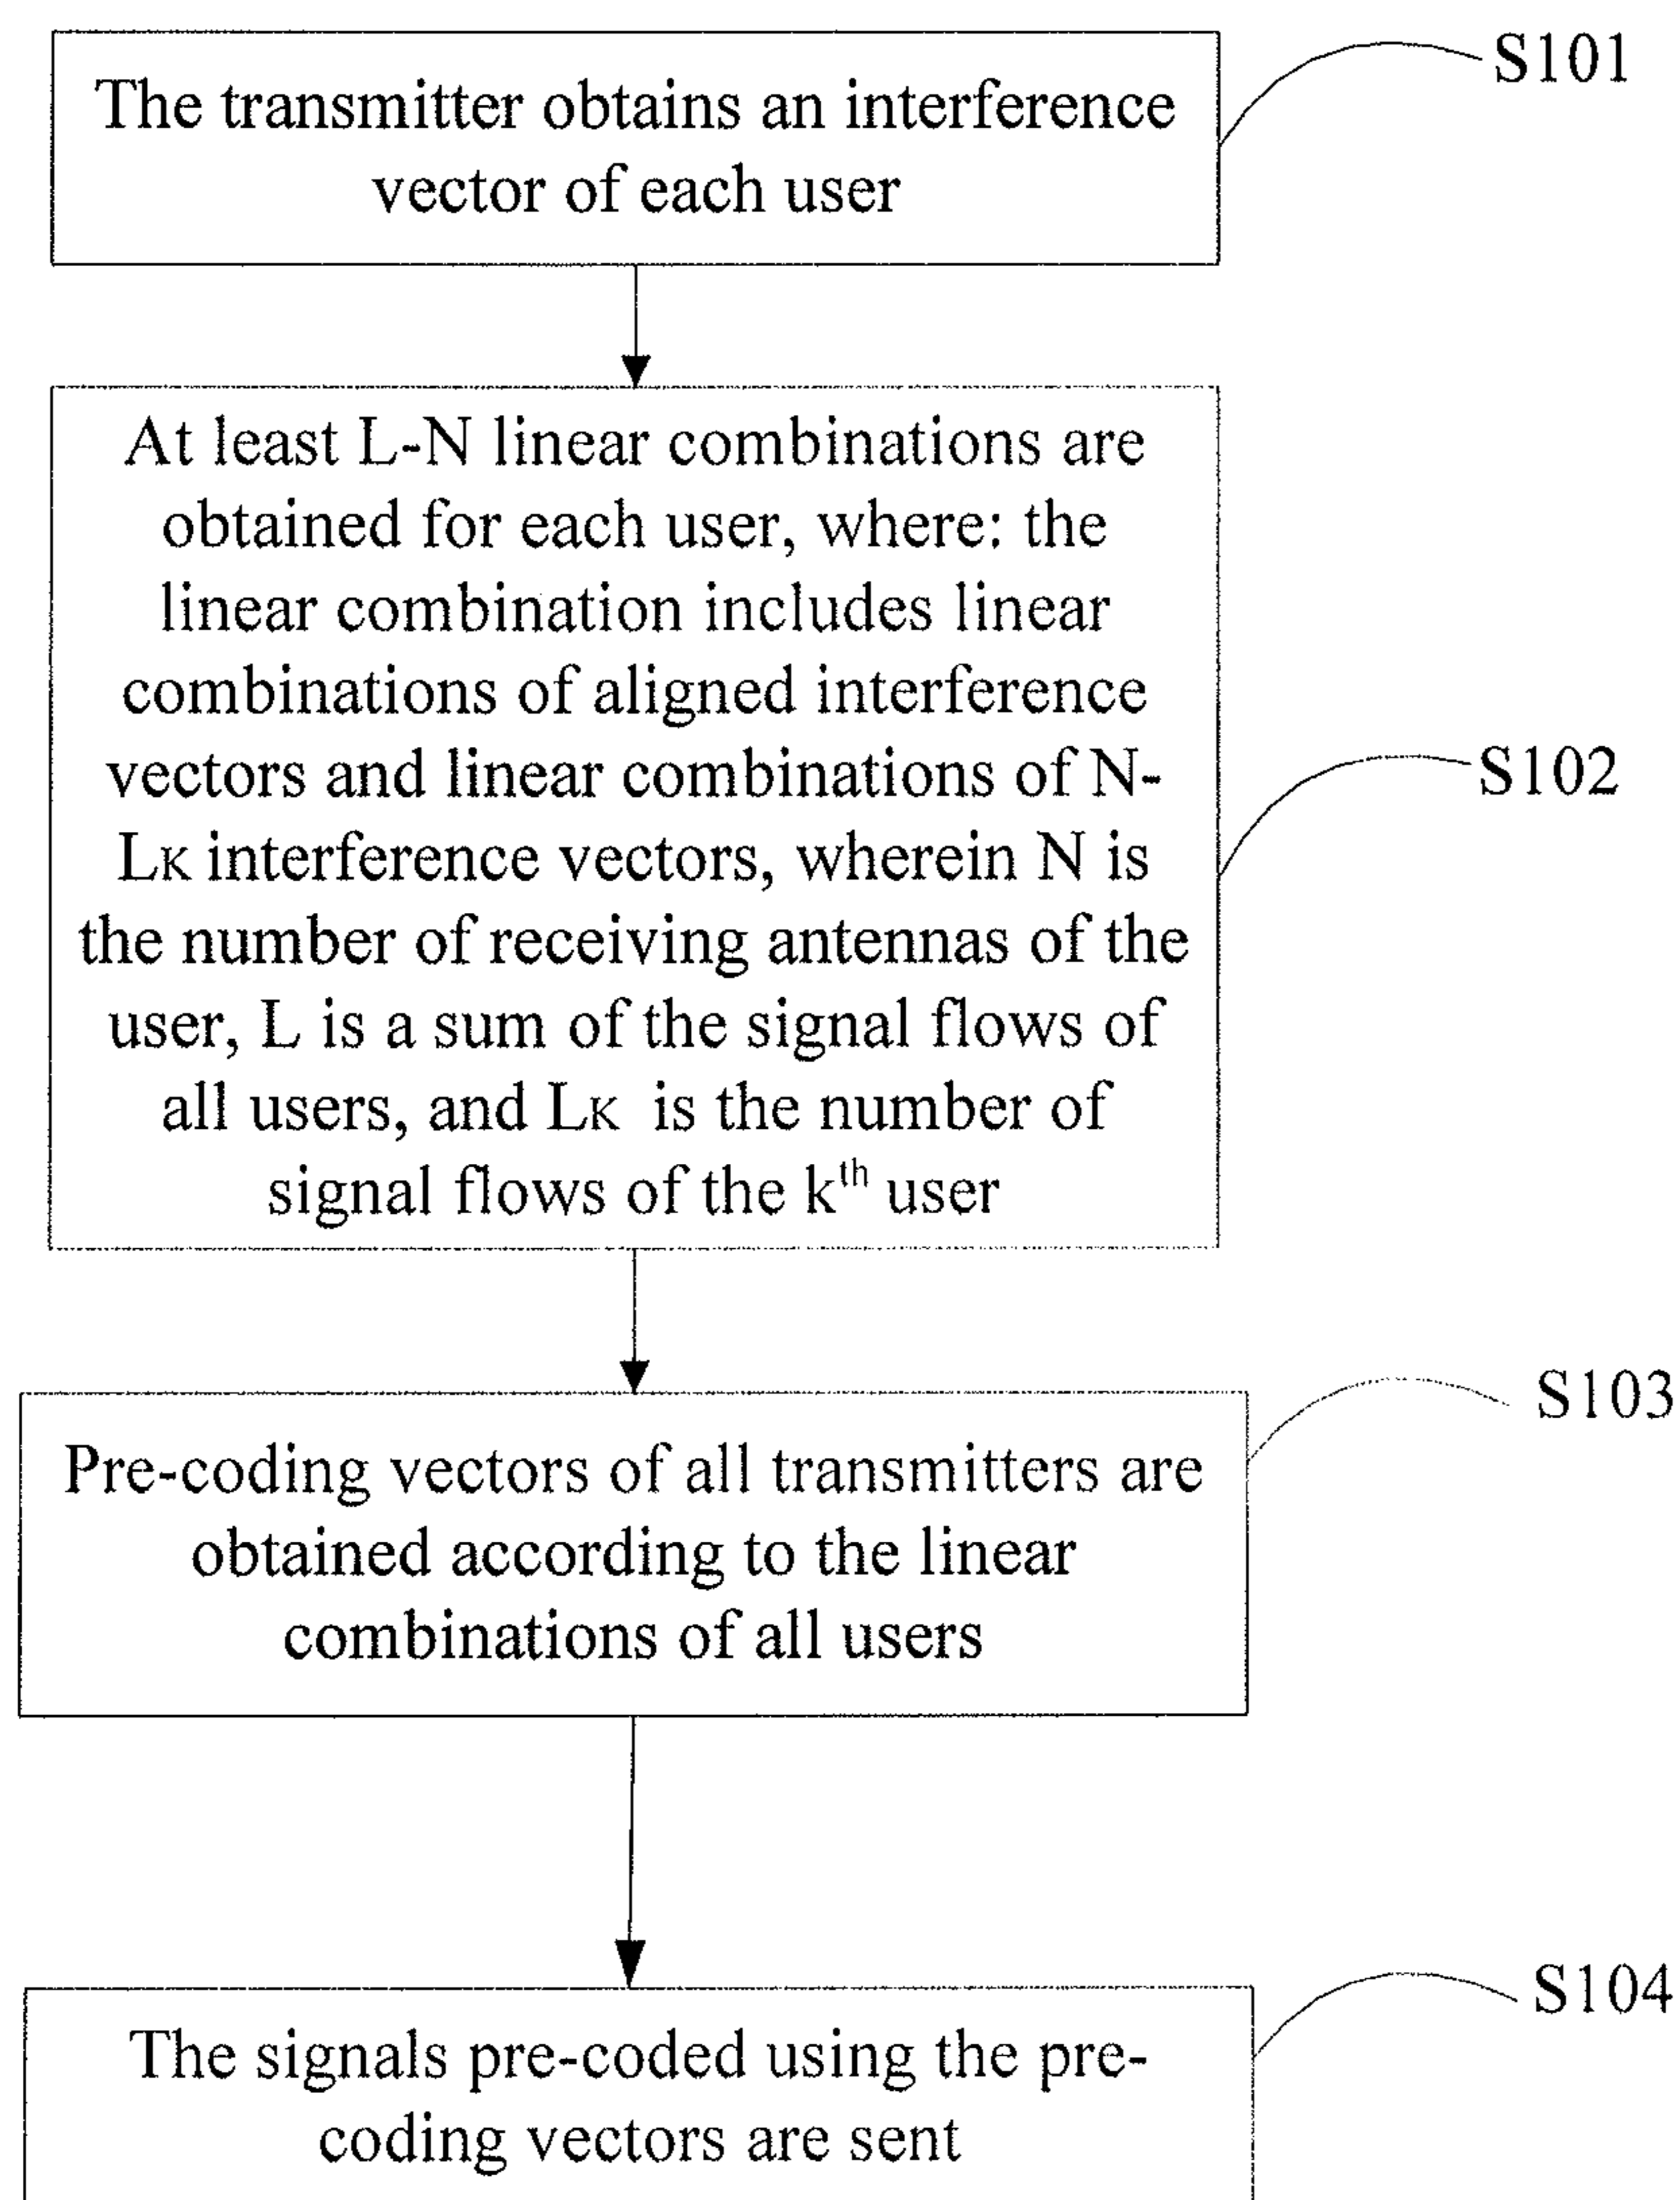 The transmitter obtains an interference
vector of each user
S101
At least L-N linear combinations are
obtained for each user, where: the
linear combination includes linear
combinations of aligned interference
vectors and linear combinations of N-
LK interference vectors, wherein N is
the number of receiving antennas of the
user, L is a sum of the signal flows of
all users, and LK is the number of
signal flows of the kth user
S102
Pre-coding vectors of all transmitters are
obtained according to the linear
combinations of all users
S103
The signals pre-coded using the pre-
coding vectors are sent
S104